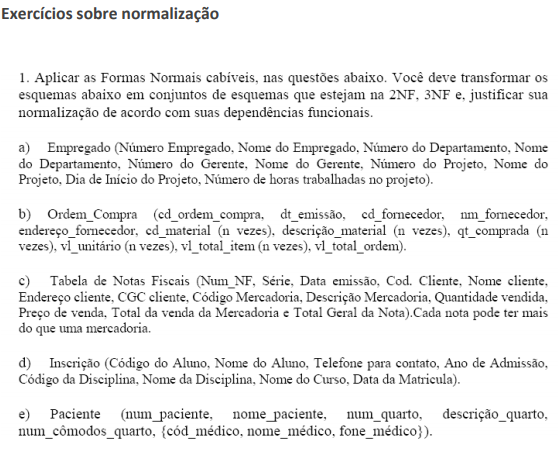 Exercícios sobre normalização
1. Aplicar as Formas Normais cabíveis, nas questões abaixo. Você deve transformar os
esquemas abaixo em conjuntos de esquemas que estejam na 2NF, 3NF e, justificar sua
normalização de acordo com suas dependências funcionais.
a) Empregado (Número Empregado, Nome do Empregado, Número do Departamento, Nome
do Departamento, Número do Gerente, Nome do Gerente, Número do Projeto, Nome do
Projeto, Dia de Início do Projeto, Número de horas trabalhadas no projeto).
b) Ordem_Compra (cd_ordem_compra, dt_emissão, cd_fornecedor, nm_fornecedor,
endereço_fornecedor, cd_material (n vezes), descrição_material (n vezes), qt_comprada (n
vezes), vl_unitário (n vezes), vl_total_item (n vezes), vl_total_ordem).
c) Tabela de Notas Fiscais (Num_NF, Série, Data emissão, Cod. Cliente, Nome cliente,
Endereço cliente, CGC cliente, Código Mercadoria, Descrição Mercadoria, Quantidade vendida,
Preço de venda, Total da venda da Mercadoria e Total Geral da Nota).Cada nota pode ter mais
do que uma mercadoria.
d) Inscrição (Código do Aluno, Nome do Aluno, Telefone para contato, Ano de Admissão,
Código da Disciplina, Nome da Disciplina, Nome do Curso, Data da Matricula).
e) Paciente (num_paciente, nome_paciente, num_quarto, descrição_quarto,
num_cômodos_quarto, {cód_médico, nome_médico, fone_médico}).